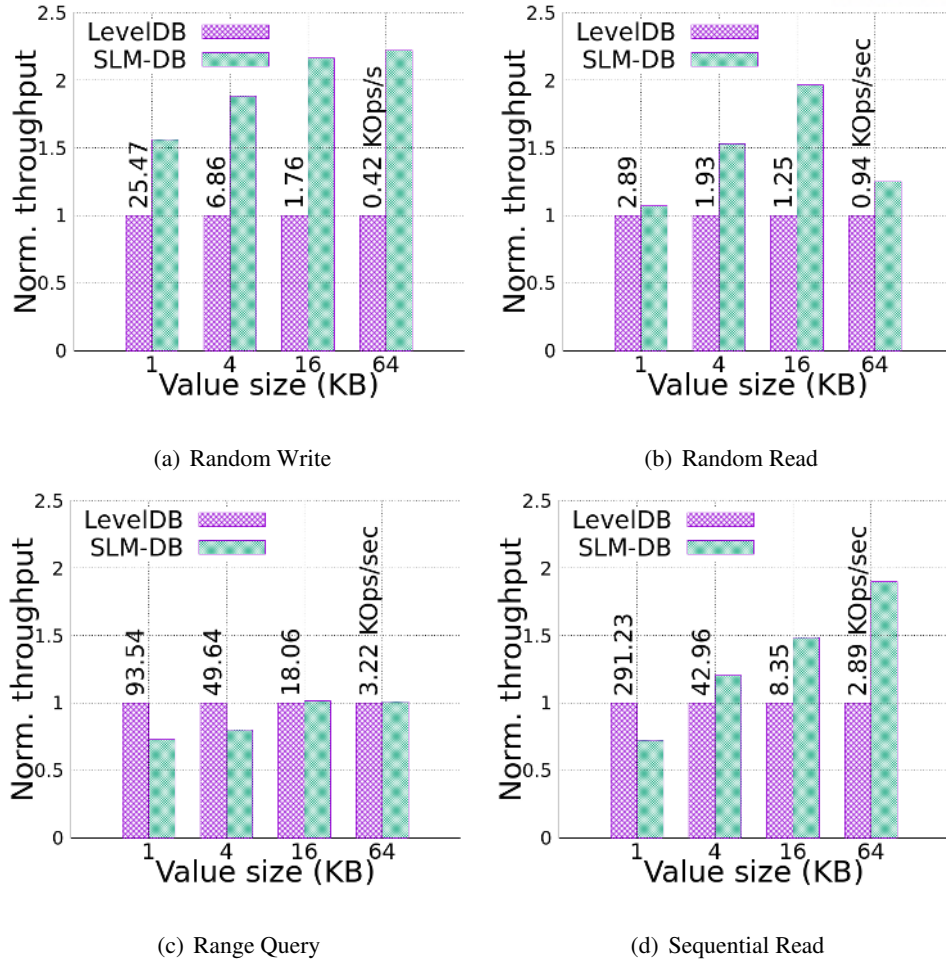 2.5
LevelDB
SLM-DB
2
1.5
1
0.5
0
Norm. throughput
25.47
6.86
1.76
0.42 KOps/s
1 4 16 64
Value size (KB)
(a) Random Write
2.5
LevelDB
SLM-DB
2
1.5
1
0.5
0
Norm. throughput
2.89
1.93
1.25
0.94 KOps/sec
1 4 16 64
Value size (KB)
(b) Random Read
2.5
LevelDB
SLM-DB
2
1.5
1
0.5
0
Norm. throughput
93.54
49.64
18.06
3.22 KOps/sec
1 4 16 64
Value size (KB)
(c) Range Query
2.5
LevelDB
SLM-DB
2
1.5
1
0.5
0
Norm. throughput
291.23
42.96
8.35
2.89 KOps/sec
1 4 16 64
Value size (KB)
(d) Sequential Read